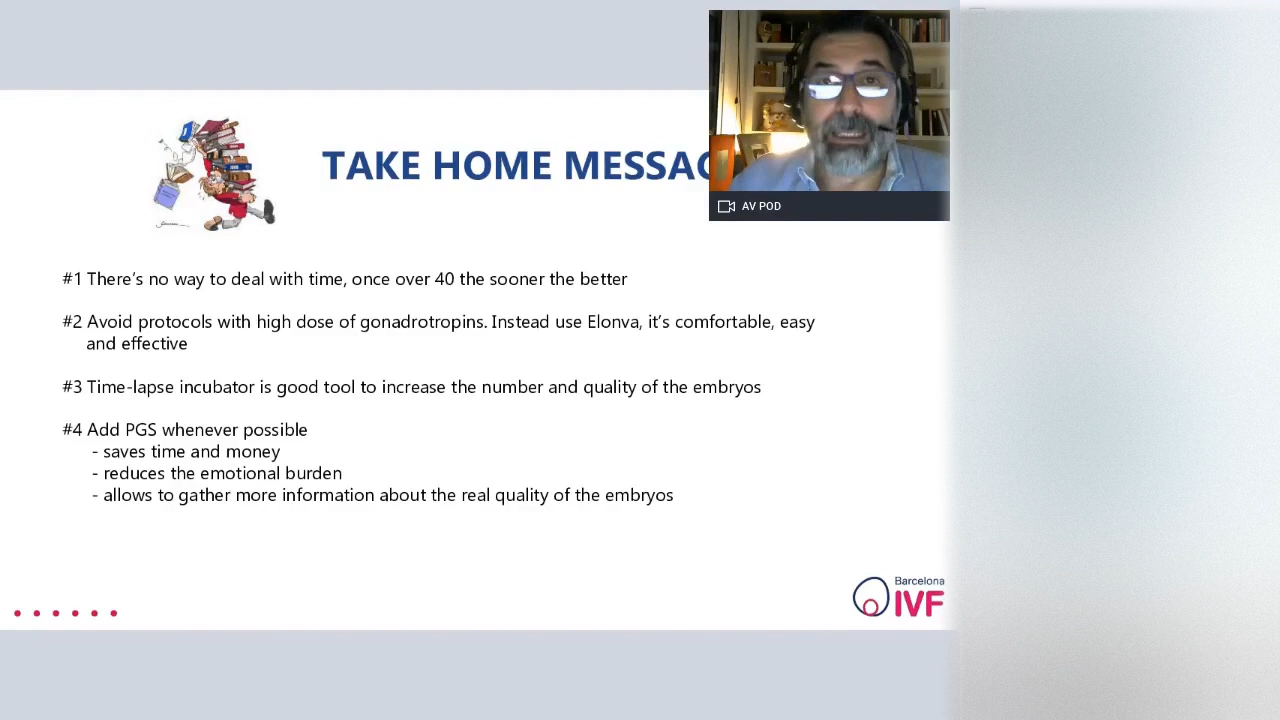 TAKE HOME MESSAG
AV POD
#1 There's no way to deal with time, once over 40 the sooner the better
#2 Avoid protocols with high dose of gonadrotropins. Instead use Elonva, it's comfortable, easy
and effective
#3 Time-lapse incubator is good tool to increase the number and quality of the embryos
#4 Add PGS whenever possible
- saves time and money
- reduces the emotional burden
- allows to gather more information about the real quality of the embryos
Barcelona
IVF